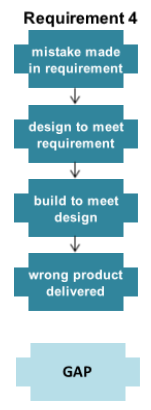 Requirement 4
mistake made
in requirement
design to meet
requirement
build to meet
design
wrong product
delivered
GAP